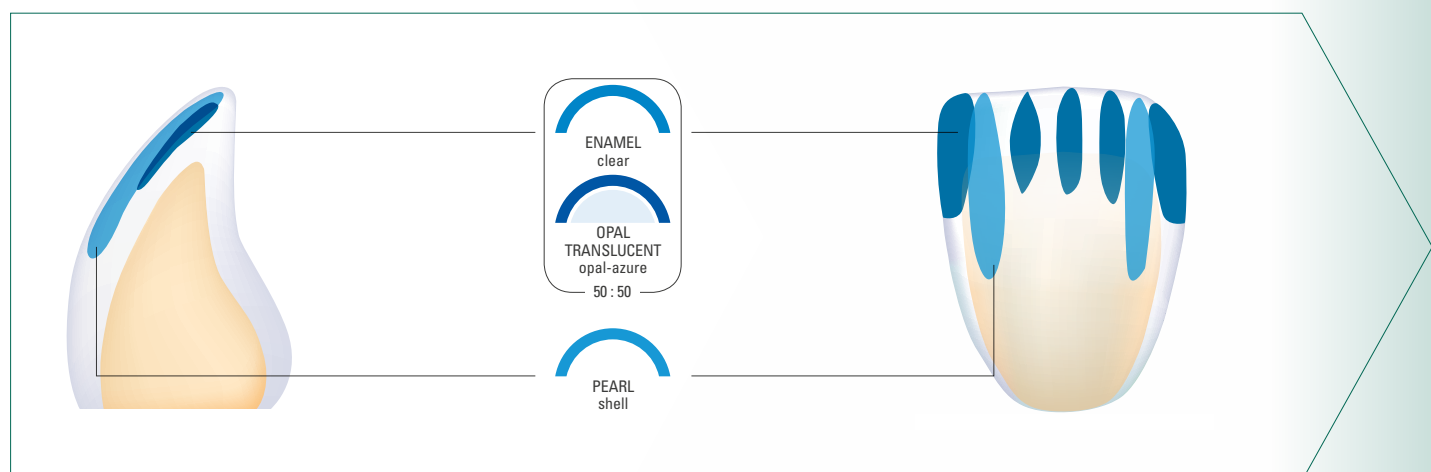 ENAMEL
clear
OPAL
TRANSLUCENT
opal-azure
50 : 50
PEARL
shell